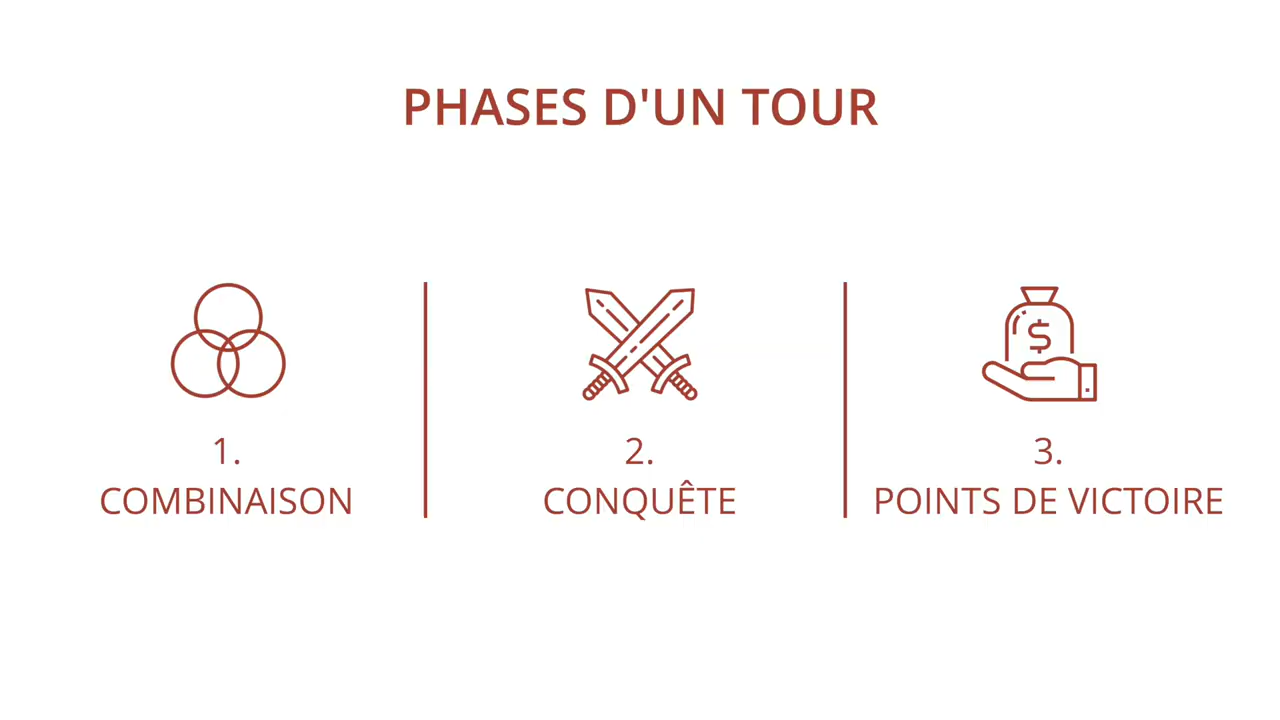 PHASES D'UN TOUR
$
1.
COMBINAISON
2.
CONQUÊTE
3.
POINTS DE VICTOIRE